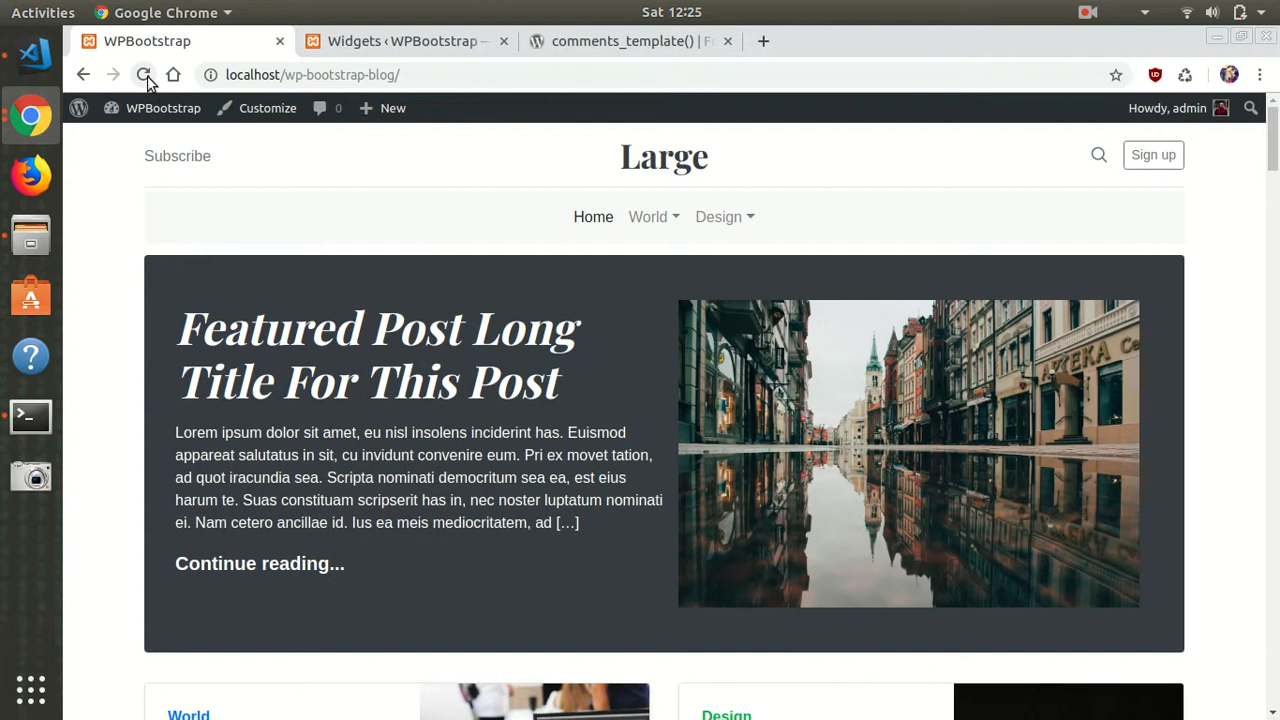 Activities
Google Chrome
Sat 12:25
WPBootstrap
Widgets ‹ WPBootstrap —
comments_template() | F
localhost/wp-bootstrap-blog/
WPBootstrap
Customize
0
New
Howdy, admin
Subscribe
Large
Sign up
Home
World
Design
Featured Post Long
Title For This Post
Lorem ipsum dolor sit amet, eu nisl insolens inciderint has. Euismod
appareat salutatus in sit, cu invidunt convenire eum. Pri ex movet tation,
ad quot iracundia sea. Scripta nominati democritum sea ea, est eius
harum te. Suas constituam scripserit has in, nec noster luptatum nominati
ei. Nam cetero ancillae id. Ius ea meis mediocritatem, ad […]
Continue reading...
APTEKA Ce
World
Design